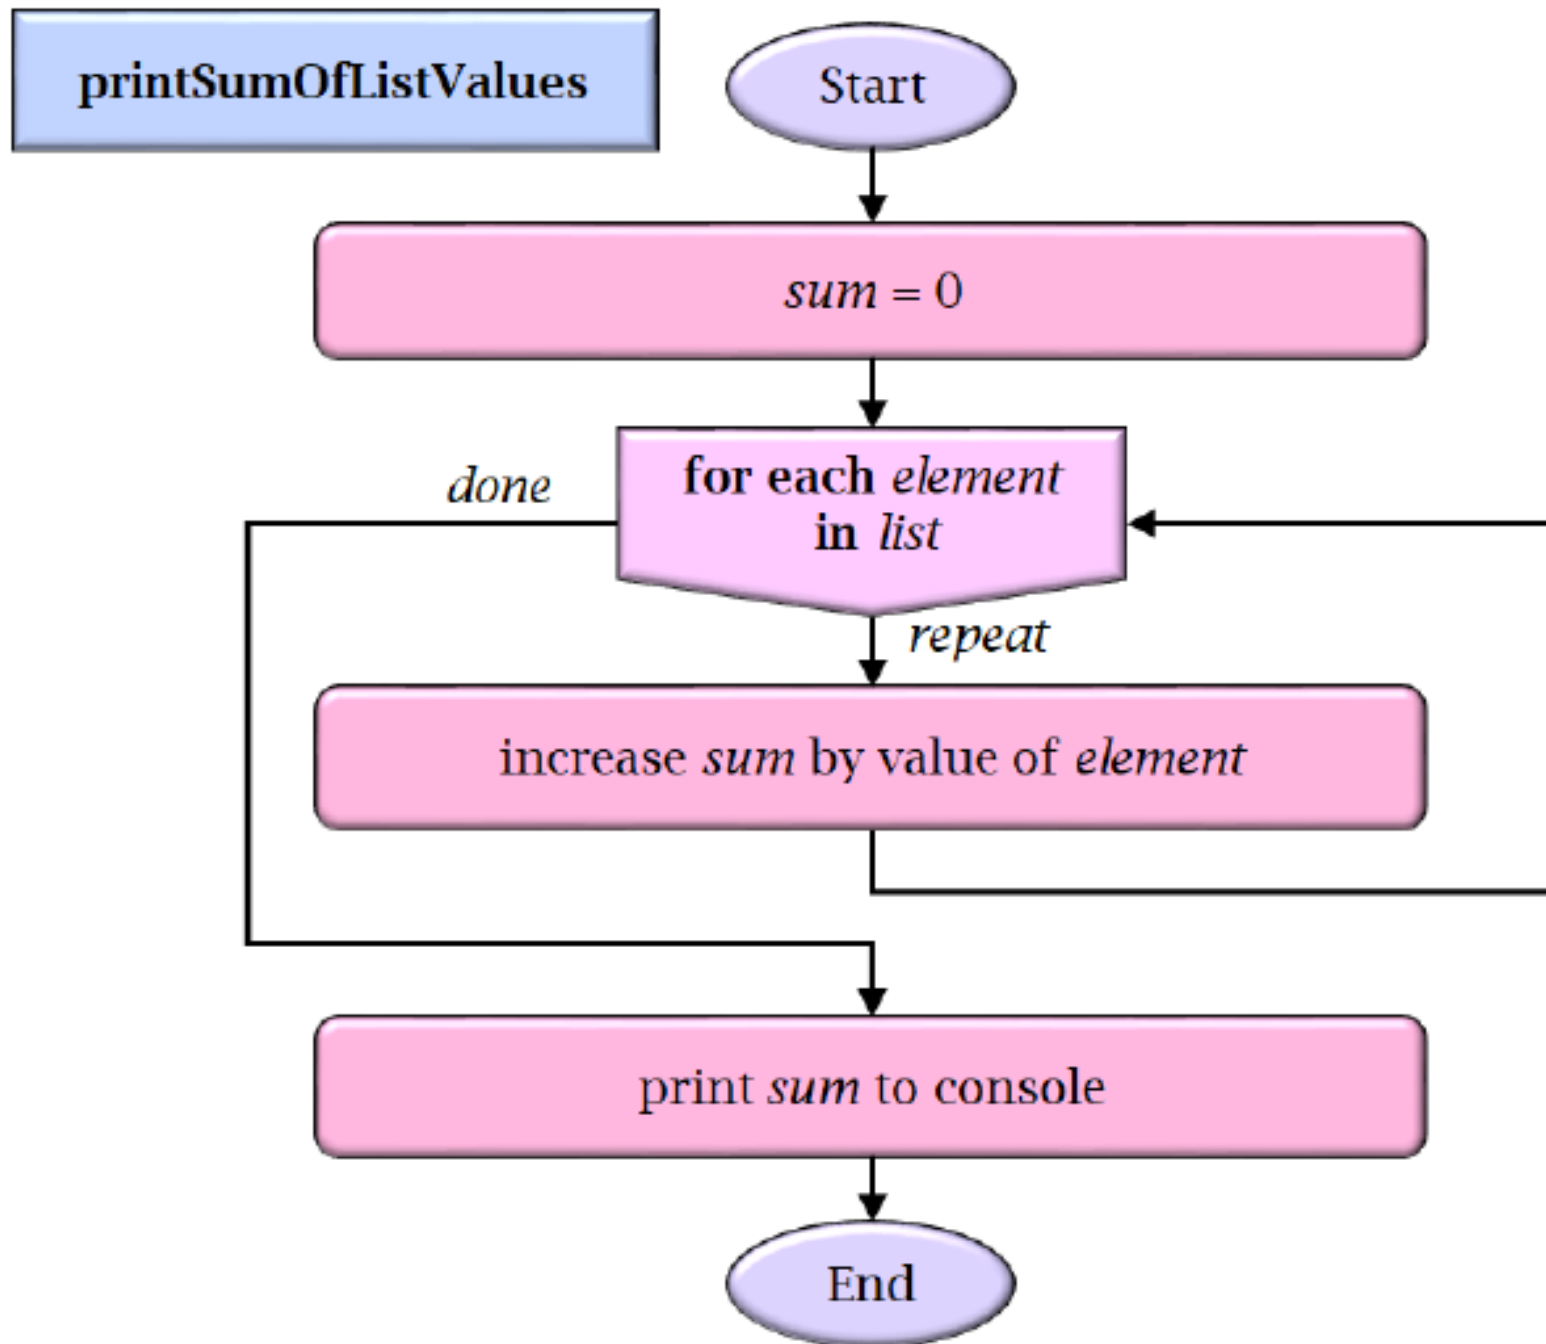 printSumOfListValues
Start
sum = 0
done
for each element
in list
repeat
increase sum by value of element
print sum to console
End